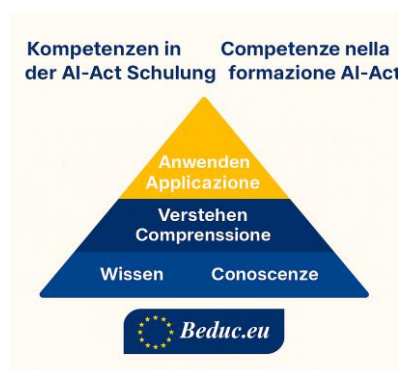 Kompetenzen in
der AI-Act Schulung
Competenze nella
formazione AI-Act
Anwenden
Applicazione
Verstehen
Comprenssione
Wissen Conoscenze
Beduc.eu